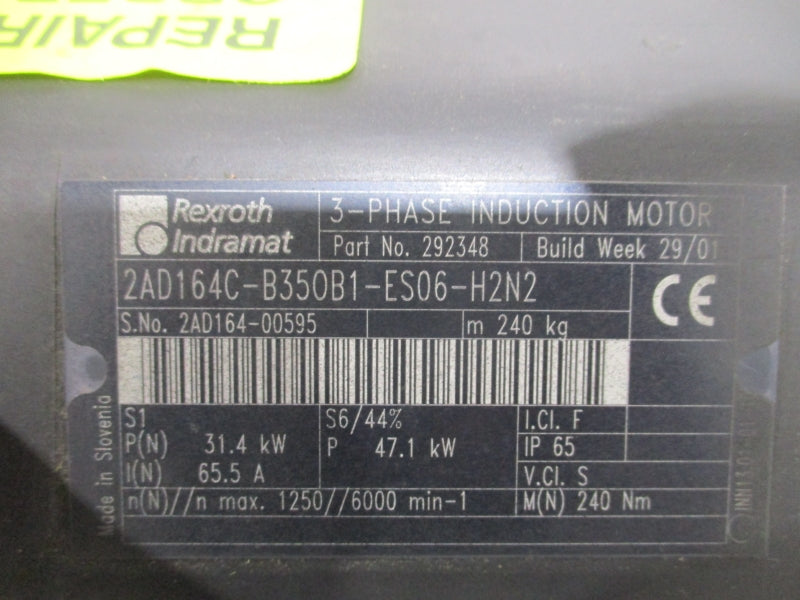 REPAIR
Rexroth
Indramat
3-PHASE INDUCTION MOTOR
Part No. 292348
Build Week 29/01
2AD164C-B350B1-ES06-H2N2
CE
S.No. 2AD164-00595
m 240 kg
S1
S6/44%
I.Cl. F
P(N) 31.4 kW
P 47.1 kW
IP 65
I(N) 65.5 A
V.Cl. S
n(N)//n max. 1250//6000 min-1
M(N) 240 Nm
Made in Slovenia